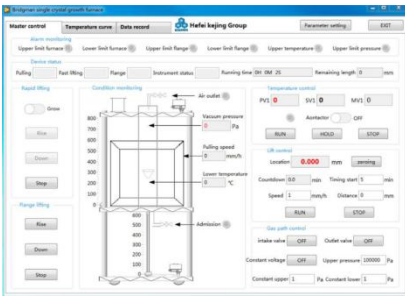 Bridgman single crystal growth furnace
Master control Temperature curve Data record Hefei kejing Group Parameter setting EXIT
Alarm monitoring
Upper limit furnace Lower limit furnace Upper limit flange Lower limit flange Upper temperature Upper limit pressure
Device status
Pulling Fast lifting Flange Instrument status Running time 0H 0M 2S Remaining length 0 mm
Rapid lifting Condition monitoring Temperature control
Air outlet
PV1 0 SV1 0 MV1 0
Grow
Vacuum pressure
0 Pa
Aontactor OFF
Rise
RUN HOLD STOP
Down
Pulling speed
0 mm/h
Lift control
Location 0.000 mm zeroing
Lower temperature
0 ℃
Stop
Countdown 0.0 min Timing start 5 min
Speed 1 mm/h Distance 0 mm
800
700
600
500
400
300
200
100
0
Flange lifting
RUN STOP
Rise
Admission
Gas path control
Down
Intake valve OFF Outlet valve OFF
Constant voltage OFF Upper pressure 100000 Pa
Stop
Constant upper 1 Pa Constant lower 1 Pa
600
500
400
300
200
100
0